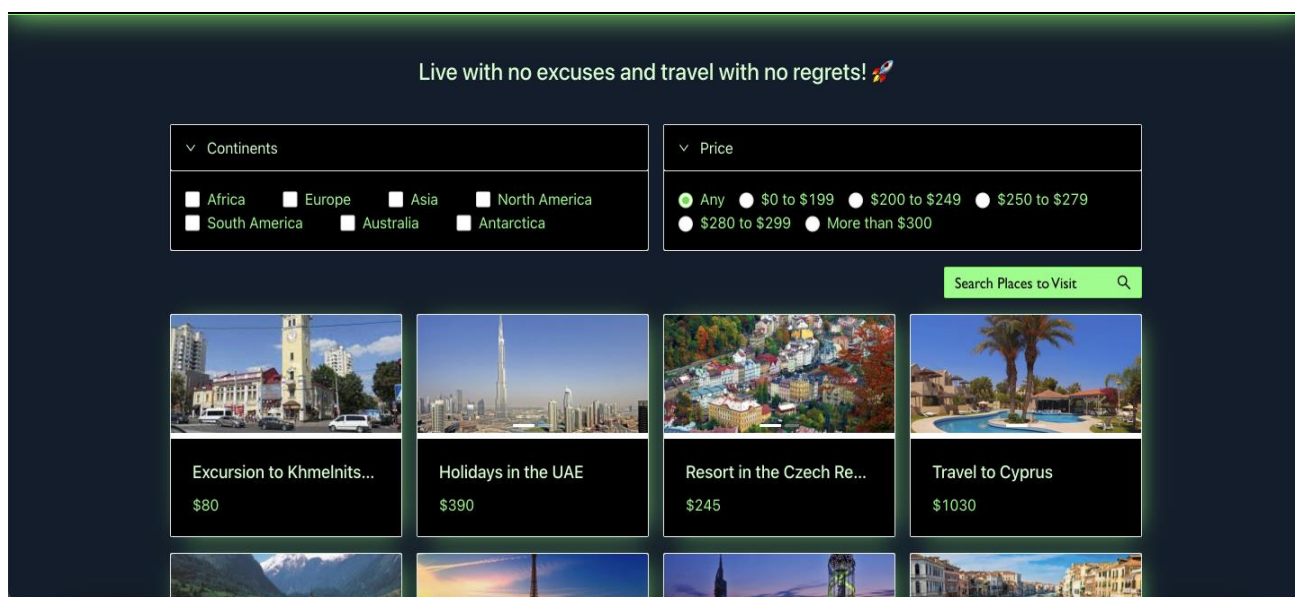 Live with no excuses and travel with no regrets! 🚀
Continents
Africa Europe Asia North America
South America Australia Antarctica
Price
Any $0 to $199 $200 to $249 $250 to $279
$280 to $299 More than $300
Search Places to Visit
Excursion to Khmelnits...
$80
Holidays in the UAE
$390
Resort in the Czech Re...
$245
Travel to Cyprus
$1030